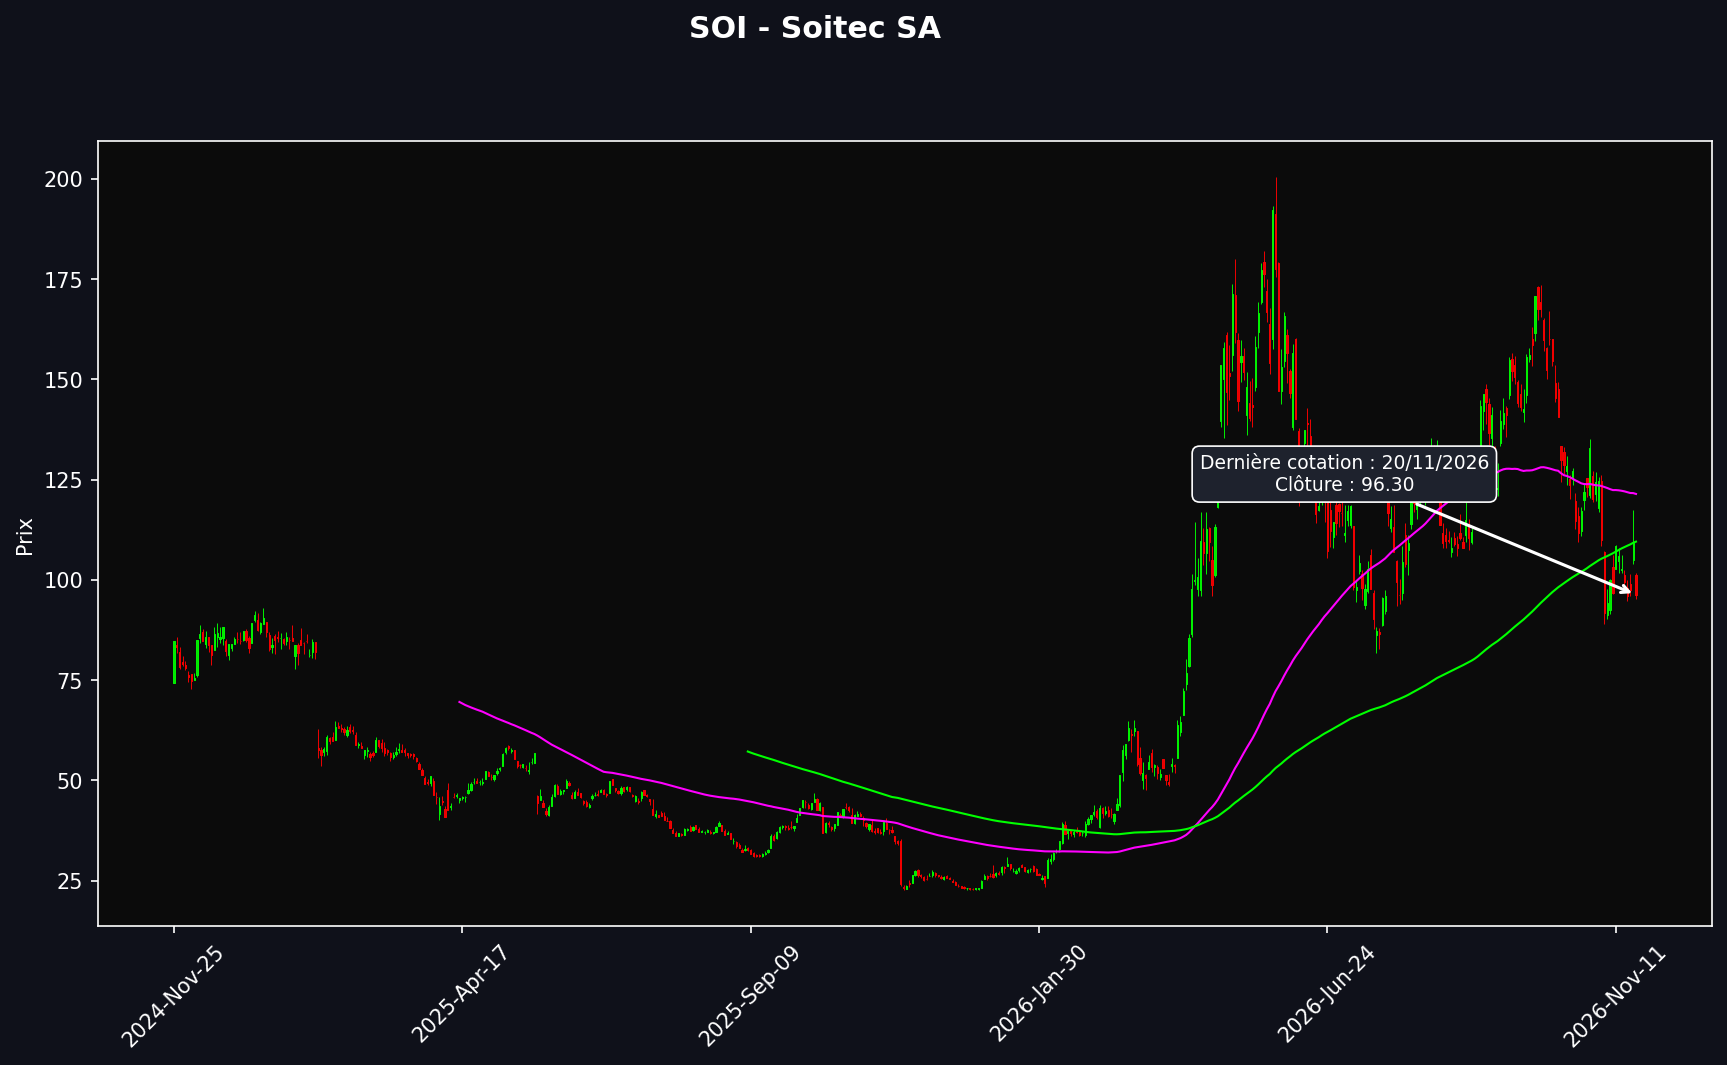 SOI - Soitec SA
200
175
150
125
100
75
50
25
Prix
Dernière cotation : 20/11/2026
Clôture : 96.30
2024-Nov-25
2025-Apr-17
2025-Sep-09
2026-Jan-30
2026-Jun-24
2026-Nov-11